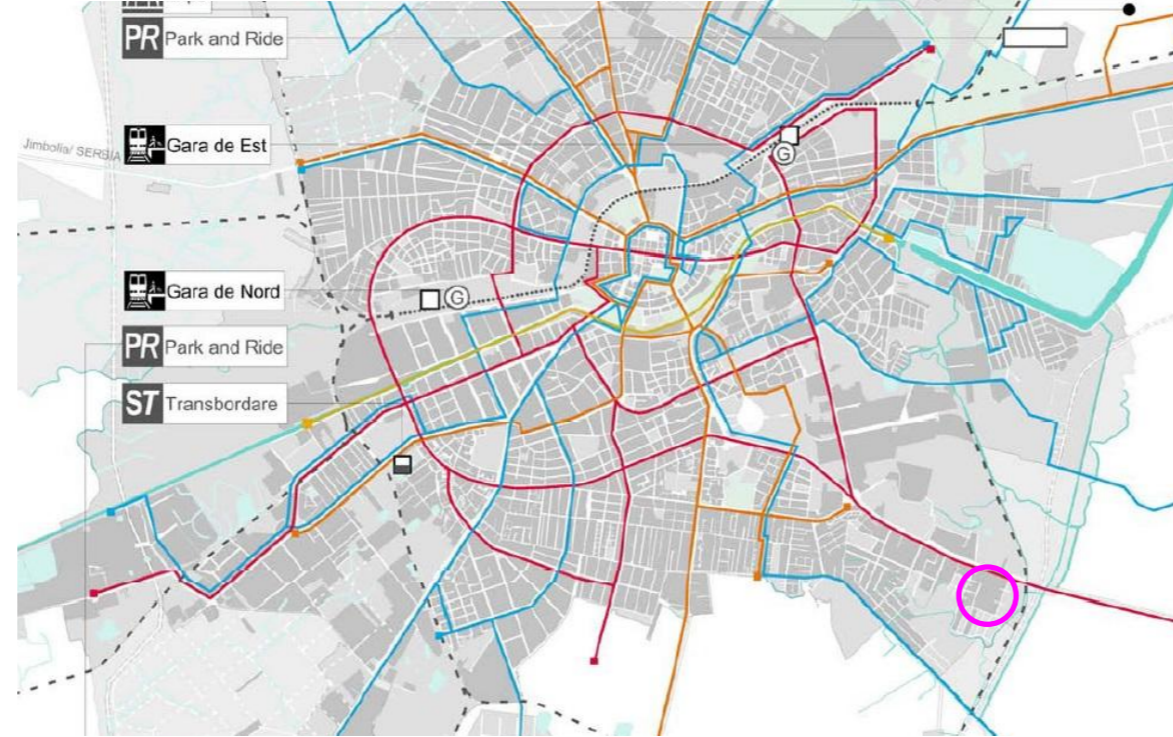 PR Park and Ride
Jimbolia/ SERBIA
Gara de Est
G
Gara de Nord
G
PR Park and Ride
ST Transbordare